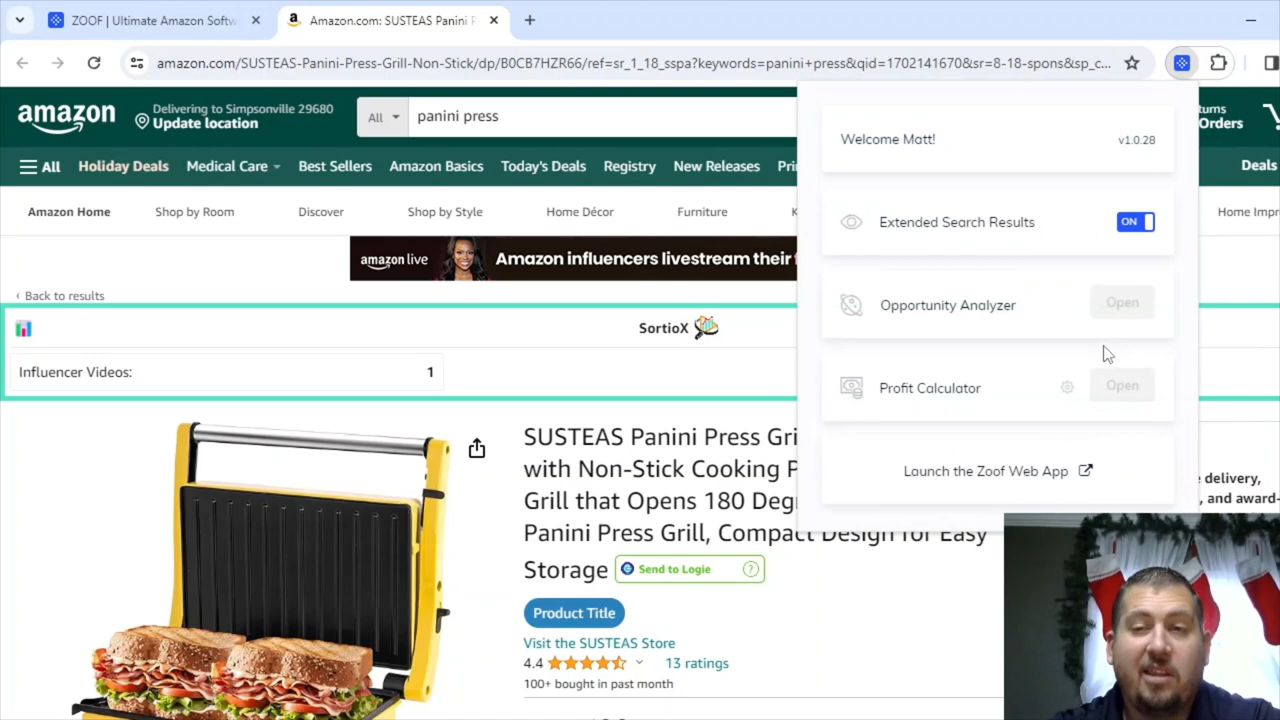 ZOOF | Ultimate Amazon Softw
Amazon.com: SUSTEAS Panini P
amazon.com/SUSTEAS-Panini-Press-Grill-Non-Stick/dp/B0CB7HZR66/ref=sr_1_18_sspa?keywords=panini+press&qid=1702141670&sr=8-18-spons&sp_c...
amazon
Delivering to Simpsonville 29680
Update location
All
panini press
turns
Orders
All
Holiday Deals
Medical Care
Best Sellers
Amazon Basics
Today's Deals
Registry
New Releases
Pri
Deals
Amazon Home
Shop by Room
Discover
Shop by Style
Home Décor
Furniture
K
Home Impr
amazon live
Amazon influencers livestream their f
‹ Back to results
SortioX
Influencer Videos:
1
Welcome Matt!
v1.0.28
Extended Search Results
ON
Opportunity Analyzer
Open
Profit Calculator
Open
Launch the Zoof Web App
SUSTEAS Panini Press Gri
with Non-Stick Cooking P
Grill that Opens 180 Degr
Panini Press Grill, Compact Design for Easy
Storage
Send to Logie
?
Product Title
Visit the SUSTEAS Store
4.4
13 ratings
100+ bought in past month
delivery,
, and award-